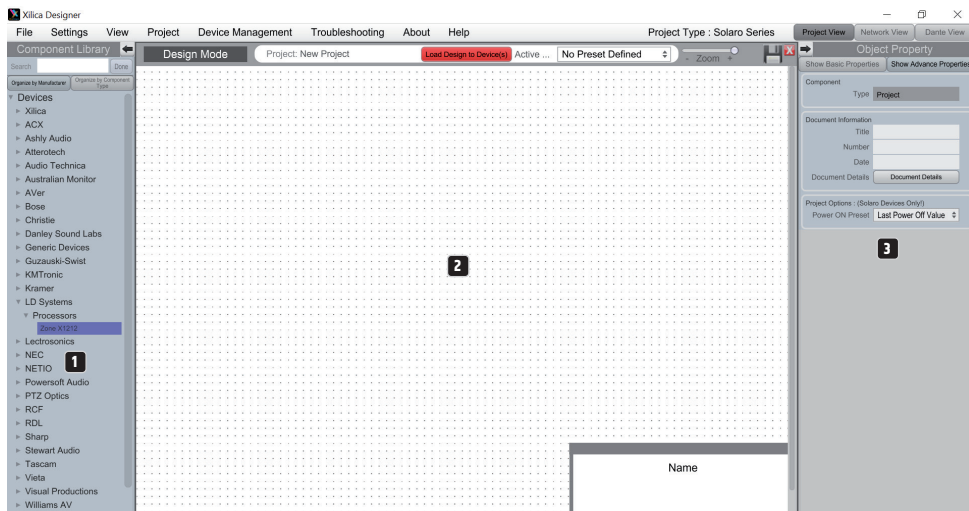 Xilica Designer
File Settings View Project Device Management Troubleshooting About Help Project Type : Solaro Series Project View Network View Dante View
Component Library
Design Mode Project: New Project Load Design to Device(s) Active ... No Preset Defined - Zoom +
Object Property
Search Done
Show Basic Properties Show Advance Properties
Organize by Manufacturer Organize by Component Type
Devices
Xilica
ACX
Ashly Audio
Atterotech
Audio Technica
Australian Monitor
AVer
Bose
Christie
Danley Sound Labs
Generic Devices
Guzauski-Swist
KMTronic
Kramer
LD Systems
Processors
Zone X1212
Lectrosonics
NEC
NETIO
Powersoft Audio
PTZ Optics
RCF
RDL
Sharp
Stewart Audio
Tascam
Vieta
Visual Productions
Williams AV
1
2
Name
Component
Type Project
Document Information
Title
Number
Date
Document Details Document Details
Project Options : (Solaro Devices Only!)
Power ON Preset Last Power Off Value
3